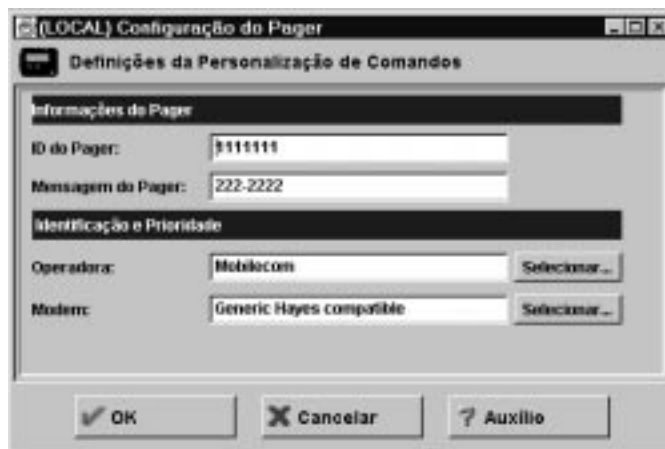 (LOCAL) Configuração do Pager
Definições da Personalização de Comandos
Informações do Pager
ID do Pager: 1111111
Mensagem do Pager: 222-2222
Identificação e Prioridade
Operadora: Mobilecom Selecionar...
Modem: Generic Hayes compatible Selecionar...
OK Cancelar Auxílio